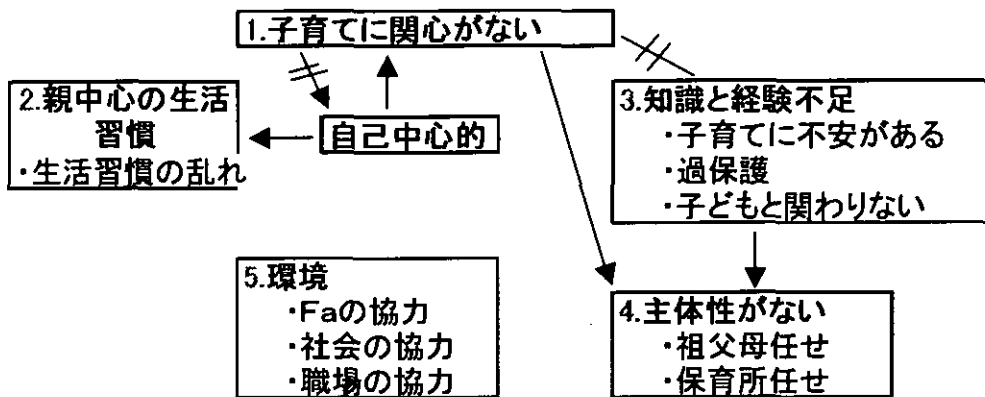 1.子育てに関心がない
2.親中心の生活
習慣
・生活習慣の乱れ
自己中心的
3.知識と経験不足
・子育てに不安がある
・過保護
・子どもと関わりない
5.環境
・Faの協力
・社会の協力
・職場の協力
4.主体性がない
・祖父母任せ
・保育所任せ